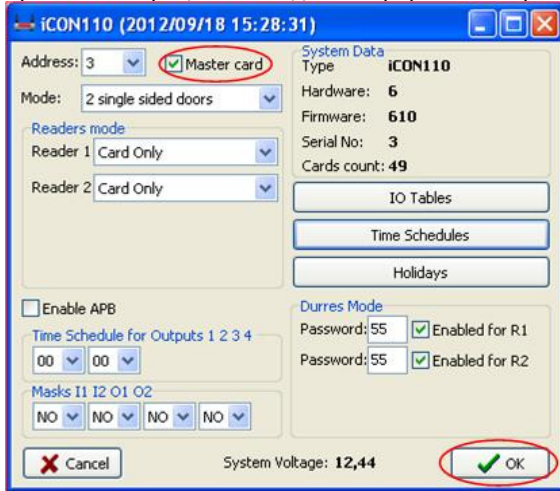 iCON110 (2012/09/18 15:28:31)
Address: 3
Master card
Mode: 2 single sided doors
Readers mode
Reader 1 Card Only
Reader 2 Card Only
System Data
Type iCON110
Hardware: 6
Firmware: 610
Serial No: 3
Cards count: 49
IO Tables
Time Schedules
Holidays
Enable APB
Time Schedule for Outputs 1 2 3 4
00 00
Masks I1 I2 O1 O2
NO NO NO NO
Durres Mode
Password: 55 Enabled for R1
Password: 55 Enabled for R2
Cancel
System Voltage: 12,44
OK